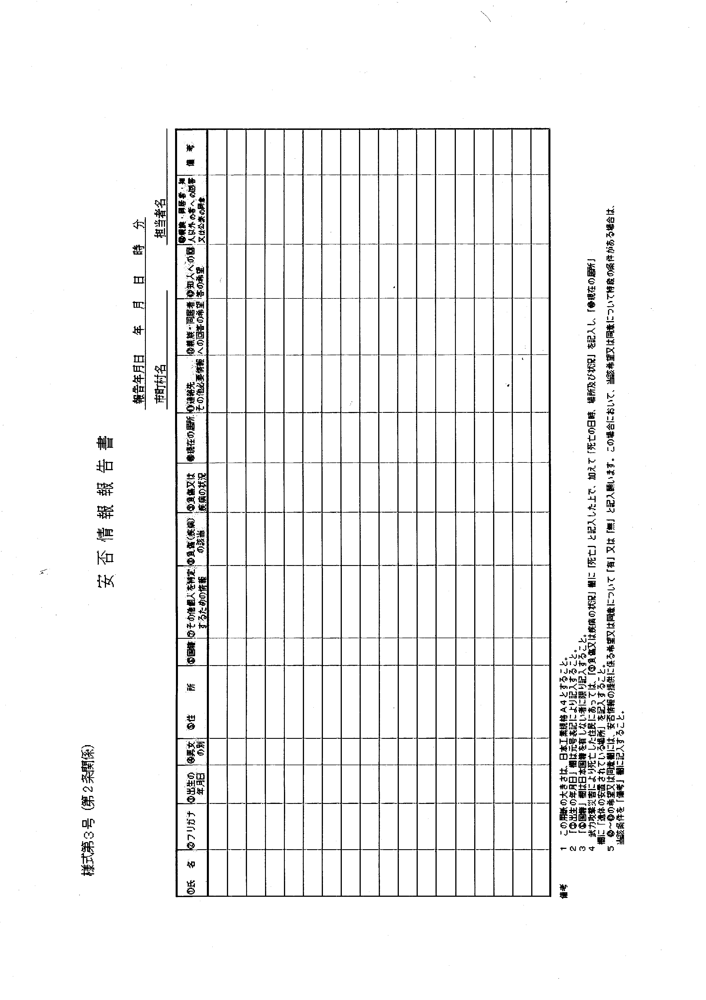 様式第3号（第2条関係）
安否情報報告書
報告年月日　年　月　日　時　分
市町村名　担当者名
①氏　名
②フリガナ
③出生の
年月日
④男女
の別
⑤住　所
⑥国籍
⑦その他個人を特定
するための情報
⑧負傷（疾病）
の該当
⑨負傷又は
疾病の状況
⑩現在の居所
⑪連絡先
その他必要情報
⑫親族・同居者
への回答の希望
⑬知人への回
答の希望
⑭親族・同居者・知
人以外の者への回答
又は公表の同意
備　考
備考　1　この用紙の大きさは、日本工業規格A4とすること。
2　「③出生の年月日」欄は元号表記により記入すること。
3　「⑥国籍」欄は日本国籍を有しない者に限り記入すること。
4　武力攻撃災害により死亡した住民にあっては、「⑨負傷又は疾病の状況」欄に「死亡」と記入した上で、加えて「死亡の日時、場所及び状況」を記入し、「⑩現在の居所」
欄に「遺体の安置されている場所」を記入すること。
5　⑫～⑭の希望又は同意欄には、安否情報の提供に係る希望又は同意について「有」又は「無」と記入願います。この場合において、当該希望又は同意について特段の条件がある場合は、
当該条件を「備考」欄に記入すること。